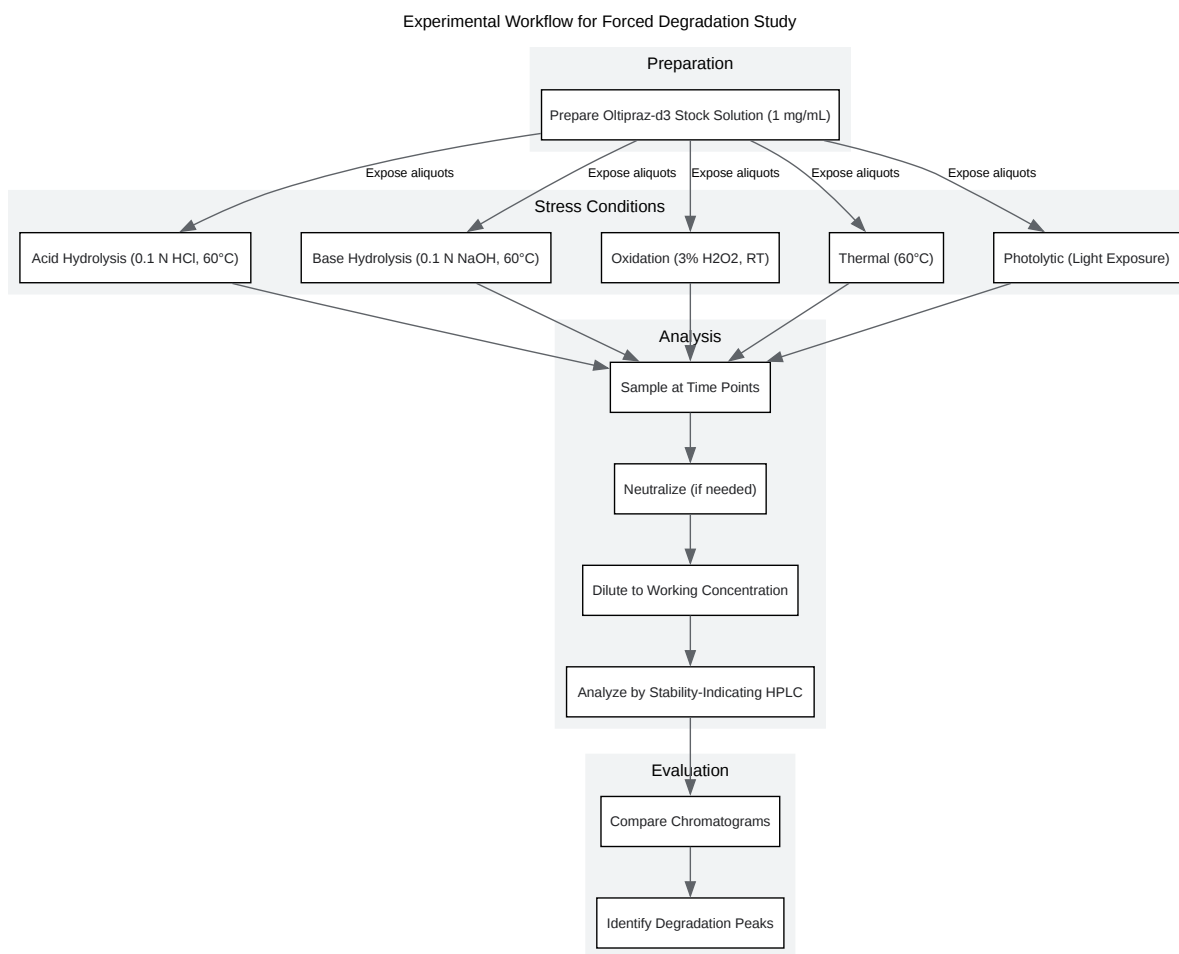 Experimental Workflow for Forced Degradation Study
Preparation
Prepare Oltipraz-d3 Stock Solution (1 mg/mL)
Expose aliquots
Expose aliquots
Expose aliquots
Expose aliquots
Expose aliquots
Stress Conditions
Acid Hydrolysis (0.1 N HCl, 60°C)
Base Hydrolysis (0.1 N NaOH, 60°C)
Oxidation (3% H2O2, RT)
Thermal (60°C)
Photolytic (Light Exposure)
Analysis
Sample at Time Points
Neutralize (if needed)
Dilute to Working Concentration
Analyze by Stability-Indicating HPLC
Evaluation
Compare Chromatograms
Identify Degradation Peaks